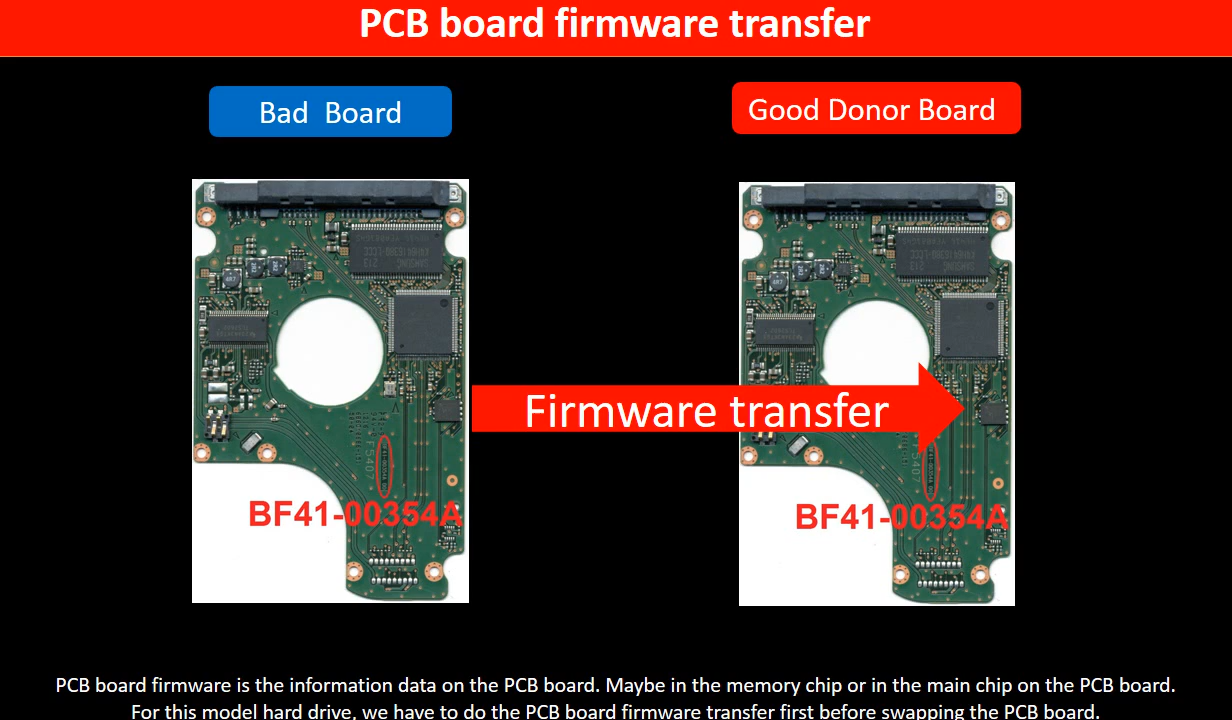 PCB board firmware transfer
Bad Board
Good Donor Board
Firmware transfer
BF41-00354A
BF41-00354A
PCB board firmware is the information data on the PCB board. Maybe in the memory chip or in the main chip on the PCB board.
For this model hard drive, we have to do the PCB board firmware transfer first before swapping the PCB board.